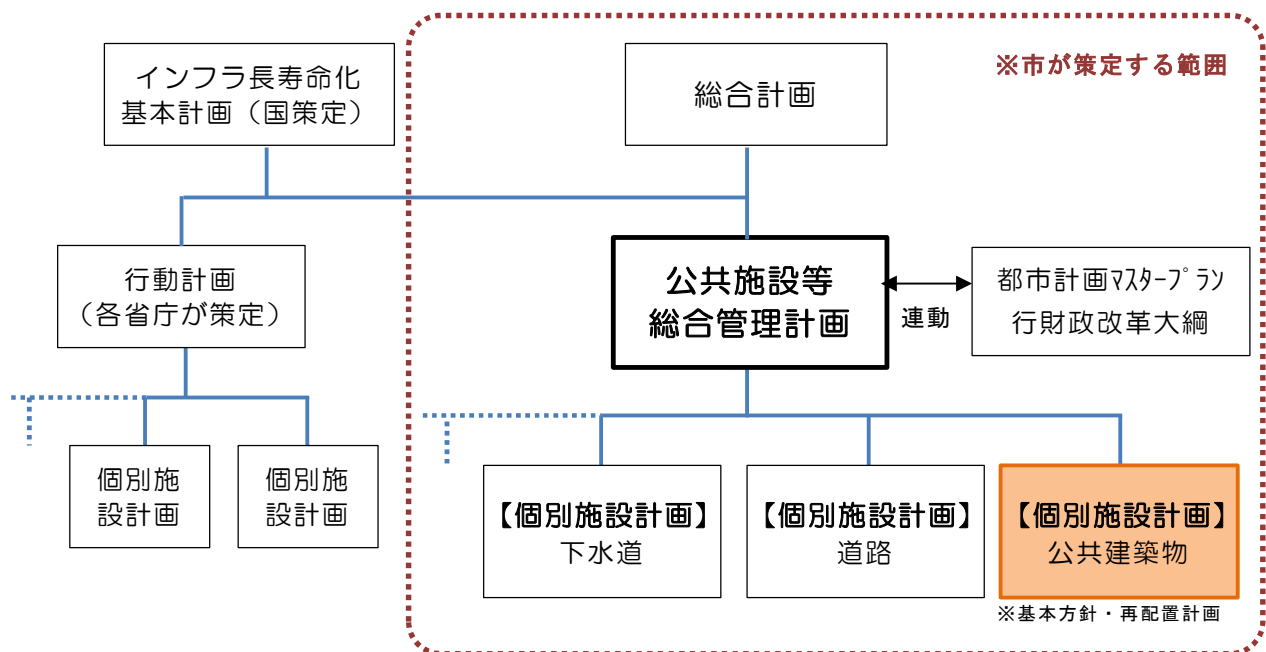 ※市が策定する範囲
インフラ長寿命化
基本計画（国策定）
総合計画
行動計画
（各省庁が策定）
公共施設等
総合管理計画
連動
都市計画ﾏｽﾀｰﾌﾟﾗﾝ
行財政改革大綱
個別施
設計画
個別施
設計画
【個別施設計画】
下水道
【個別施設計画】
道路
【個別施設計画】
公共建築物
※基本方針・再配置計画